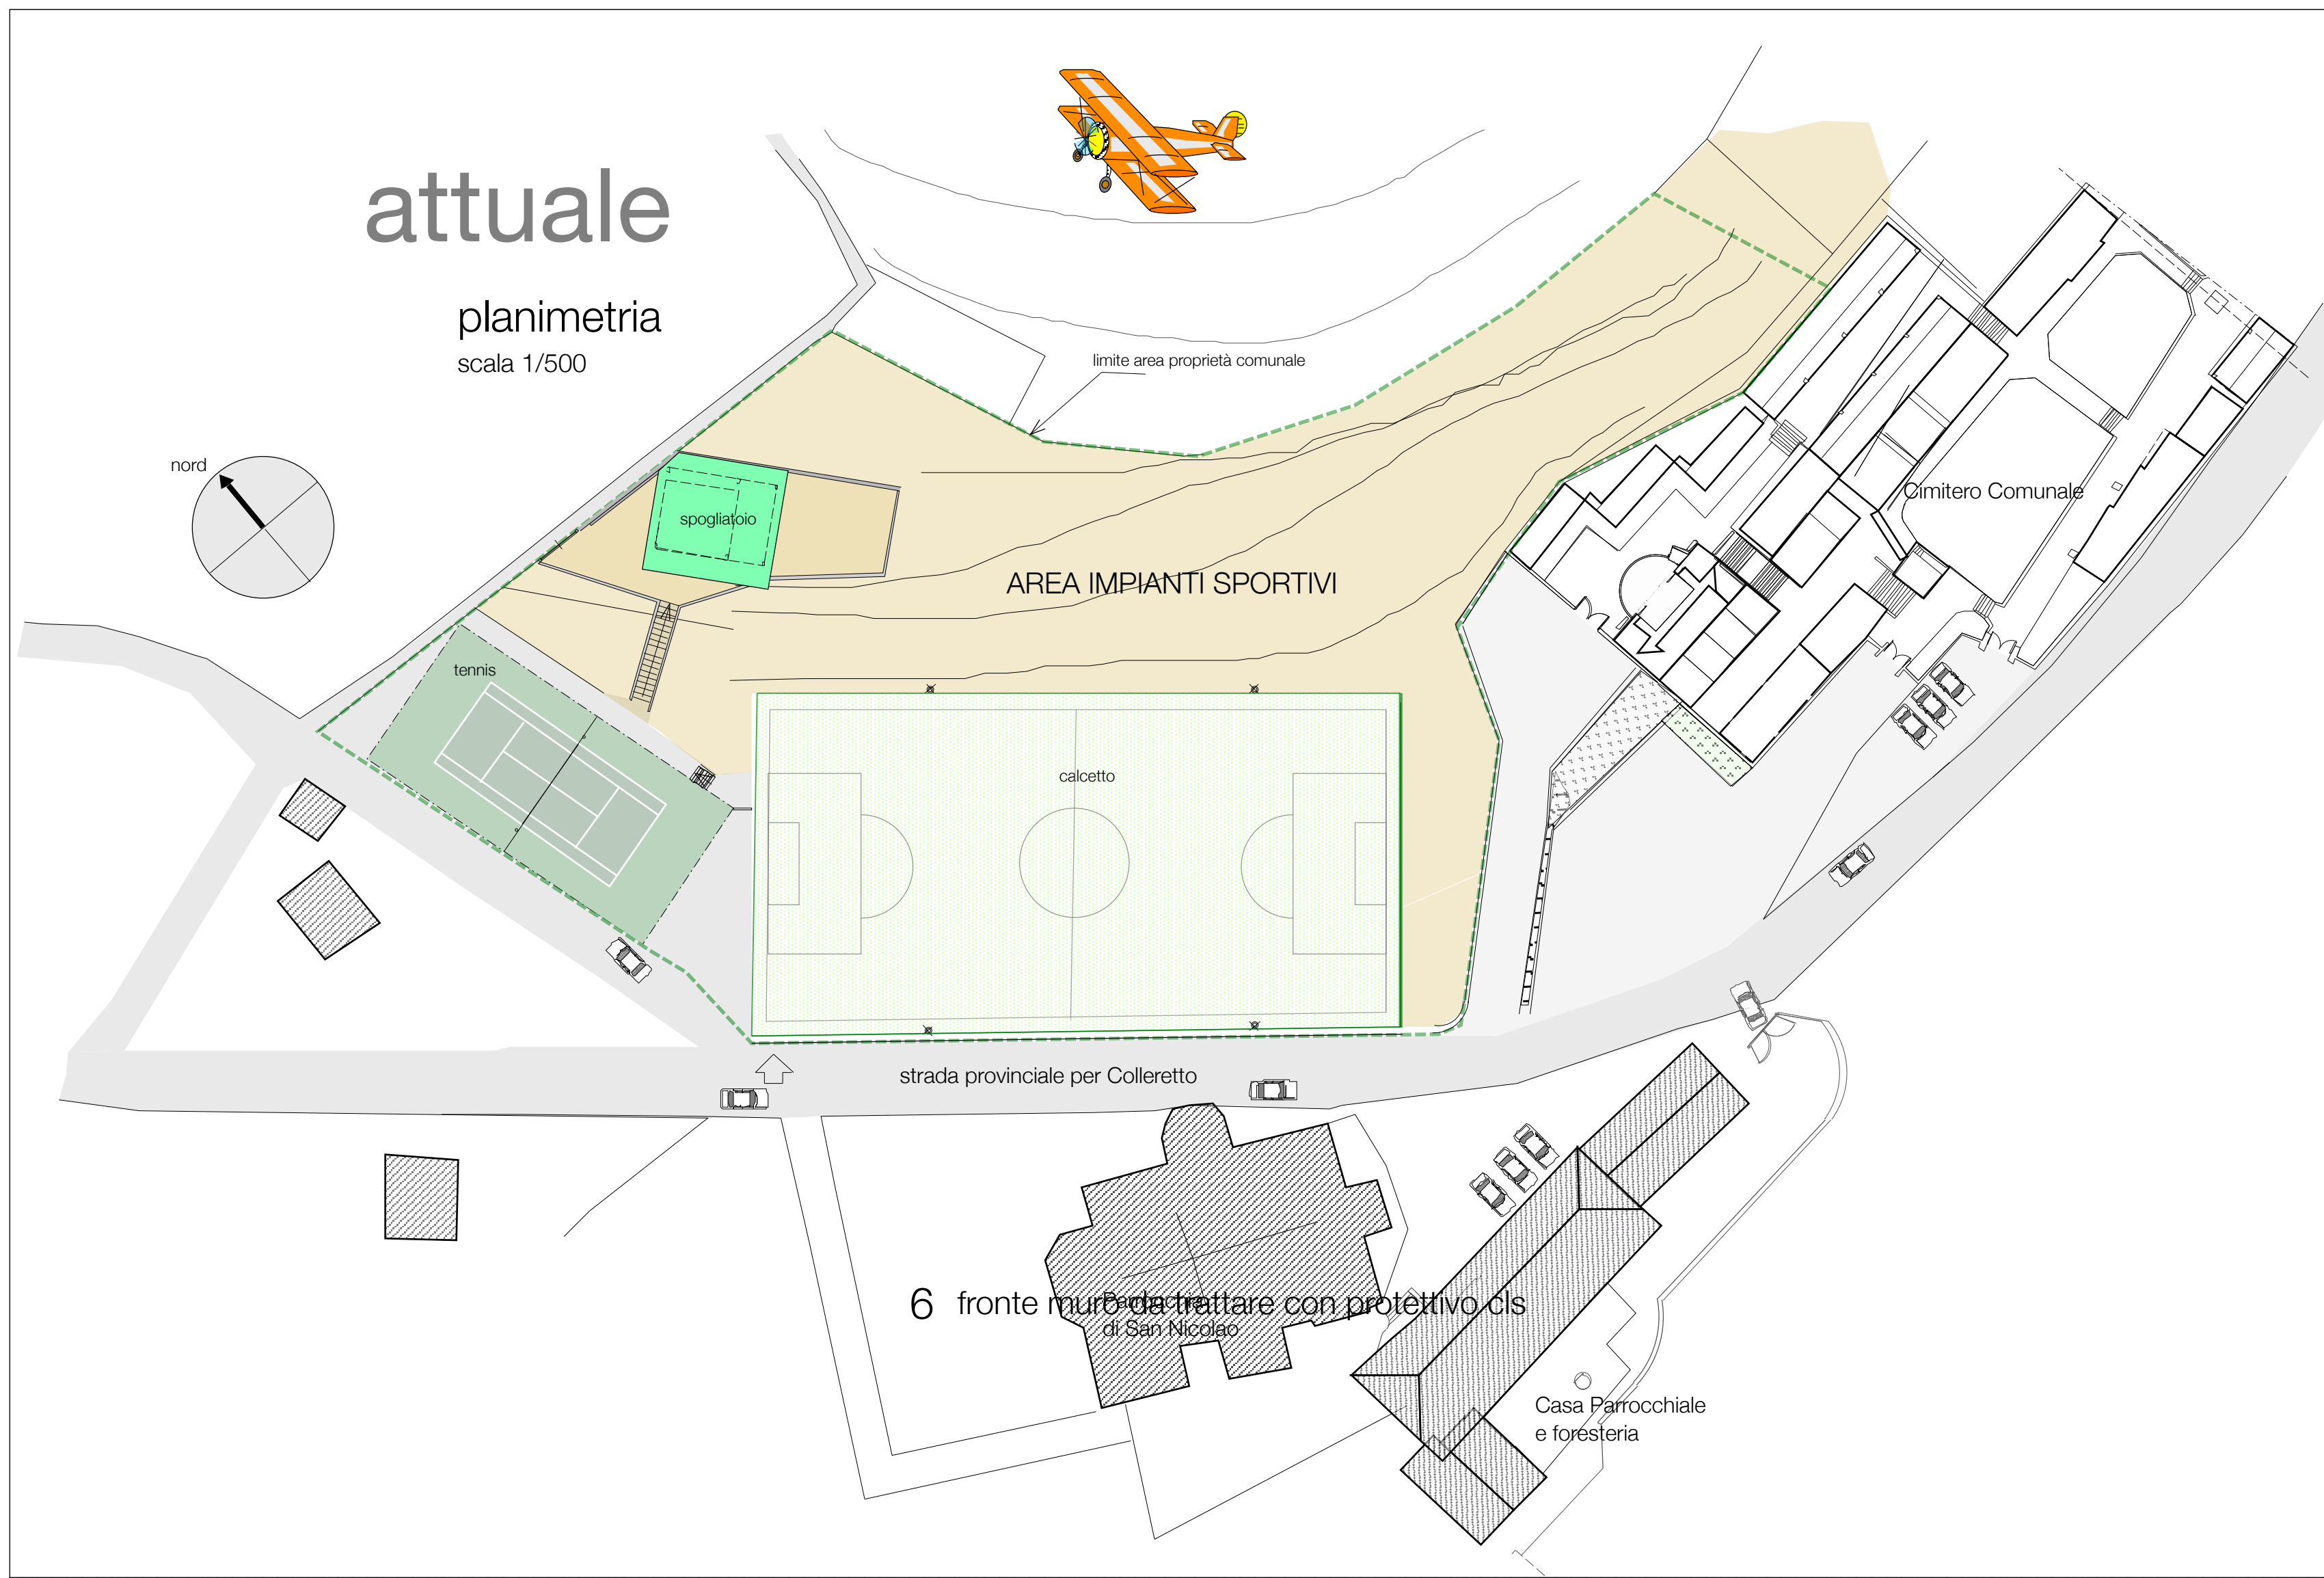 attuale
planimetria
scala 1/500
limite area proprietà comunale
nord
Cimitero Comunale
spogliatoio
AREA IMPIANTI SPORTIVI
tennis
calcetto
strada provinciale per Colleretto
6 fronte muro da trattare con protettivo cls
Parrocchia
di San Nicolao
Casa Parrocchiale
e foresteria